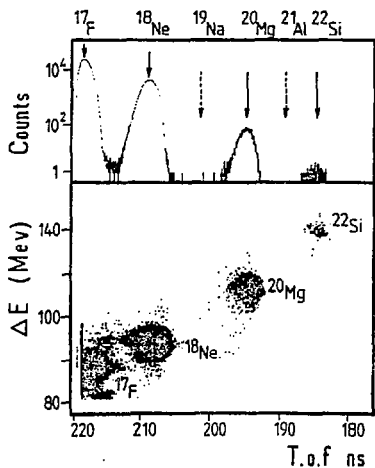 17F 18Ne 19Na 20Mg 21Al 22Si
Counts
10^4
10^2
1
ΔE (Mev)
140
100
80
22Si
20Mg
18Ne
17F
220 210 200 190 180
T.o.f ns